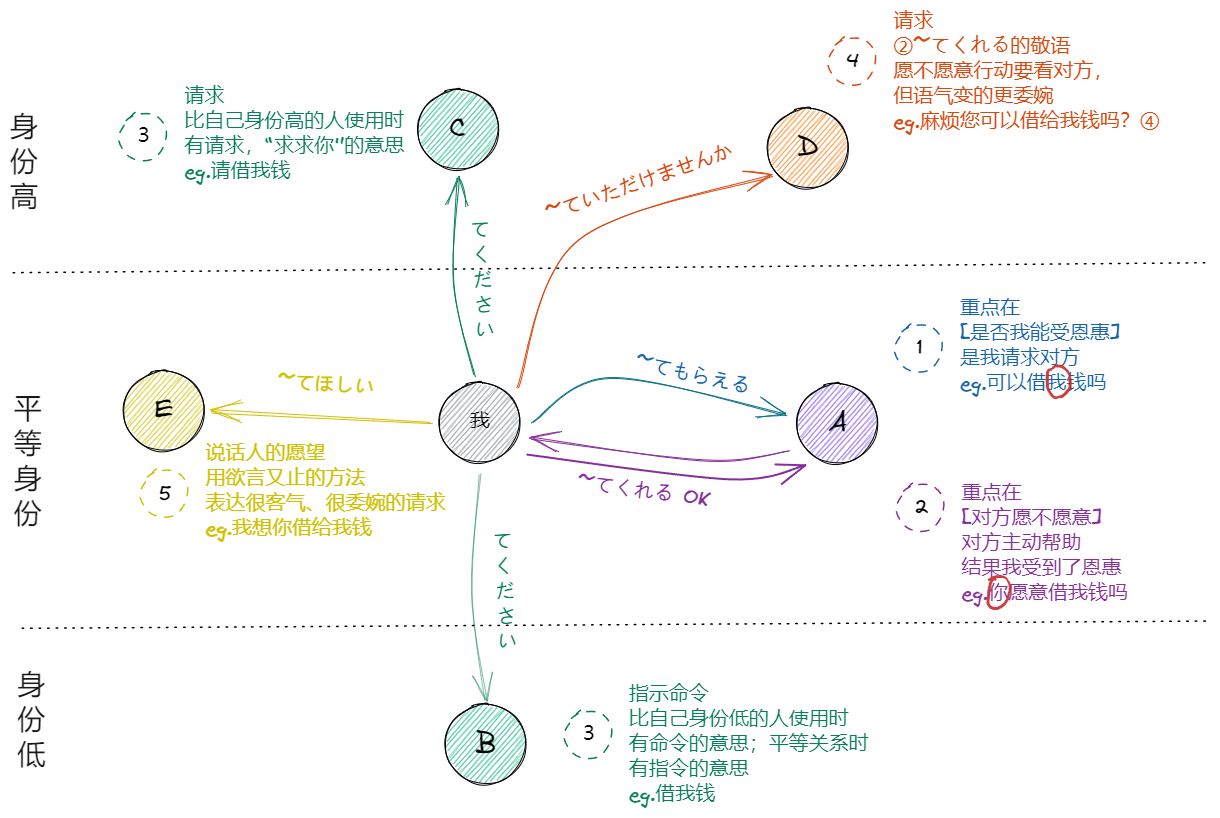 身份高
3
请求
比自己身份高的人使用时
有请求，“求求你”的意思
eg.请借我钱
C
てください
4
请求
②~てくれる的敬语
愿不愿意行动要看对方，
但语气变的更委婉
eg.麻烦您可以借给我钱吗？④
D
~ていただけませんか
平等身份
E
~てほしい
5
说话人的愿望
用欲言又止的方法
表达很客气、很委婉的请求
eg.我想你借给我钱
我
~てもらえる
A
1
重点在
[是否我能受恩惠]
是我请求对方
eg.可以借我钱吗
~てくれる OK
2
重点在
[对方愿不愿意]
对方主动帮助
结果我受到了恩惠
eg.你愿意借我钱吗
てください
身份低
B
3
指示命令
比自己身份低的人使用时
有命令的意思；平等关系时
有指令的意思
eg.借我钱